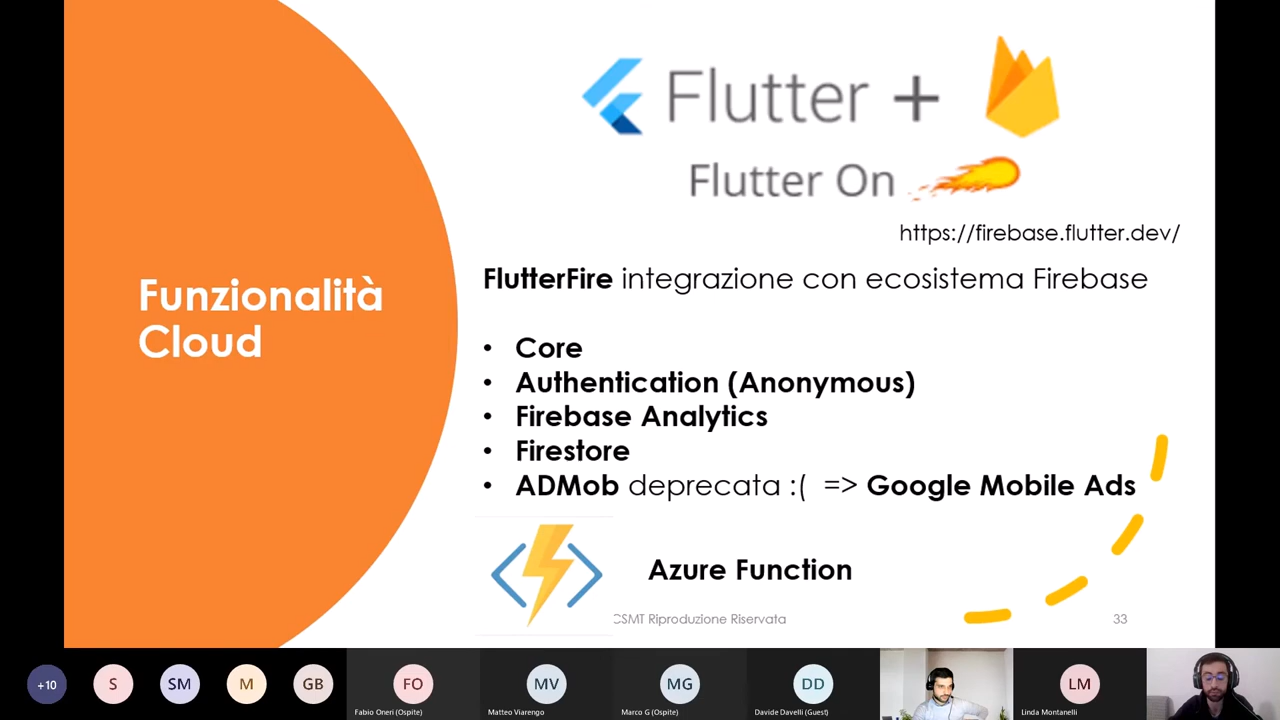 Flutter +
Flutter On
https://firebase.flutter.dev/
Funzionalità
Cloud
FlutterFire integrazione con ecosistema Firebase
• Core
• Authentication (Anonymous)
• Firebase Analytics
• Firestore
• ADMob deprecata :( => Google Mobile Ads
Azure Function
CSMT Riproduzione Riservata
33
+10
S
SM
M
GB
FO
MV
MG
DD
LM
Fabio Oneri (Ospite)
Matteo Viarengo
Marco G (Ospite)
Davide Davelli (Guest)
Linda Montanelli